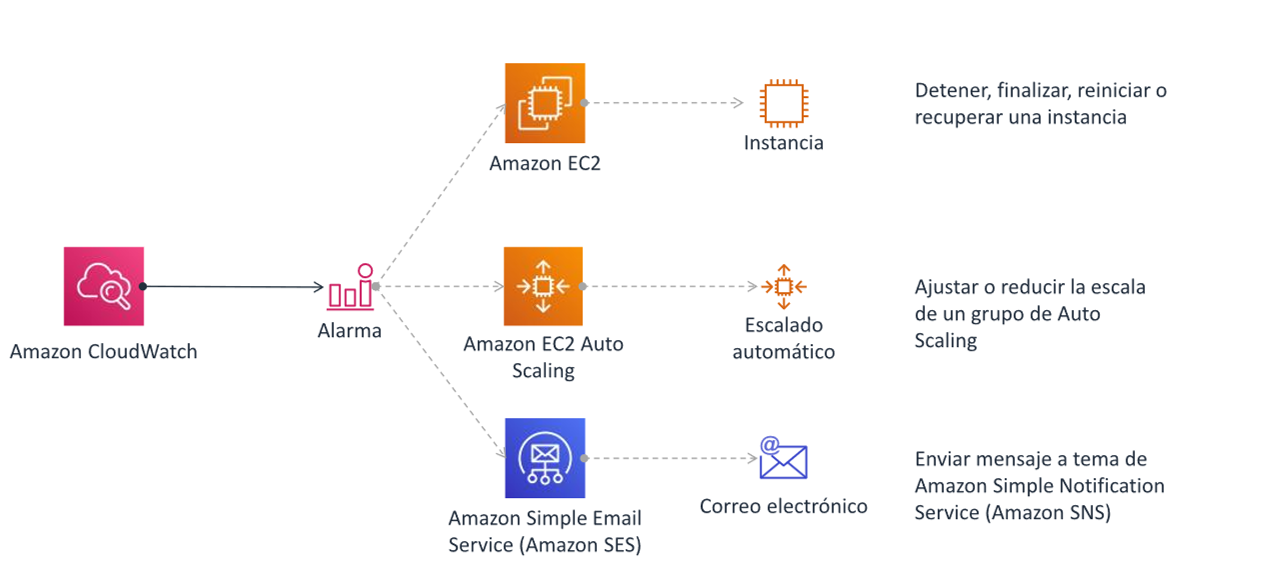 Detener, finalizar, reiniciar o
recuperar una instancia
Instancia
Amazon EC2
Amazon CloudWatch
Alarma
Amazon EC2 Auto
Scaling
Escalado
automático
Ajustar o reducir la escala
de un grupo de Auto
Scaling
@
Amazon Simple Email
Service (Amazon SES)
Correo electrónico
Enviar mensaje a tema de
Amazon Simple Notification
Service (Amazon SNS)